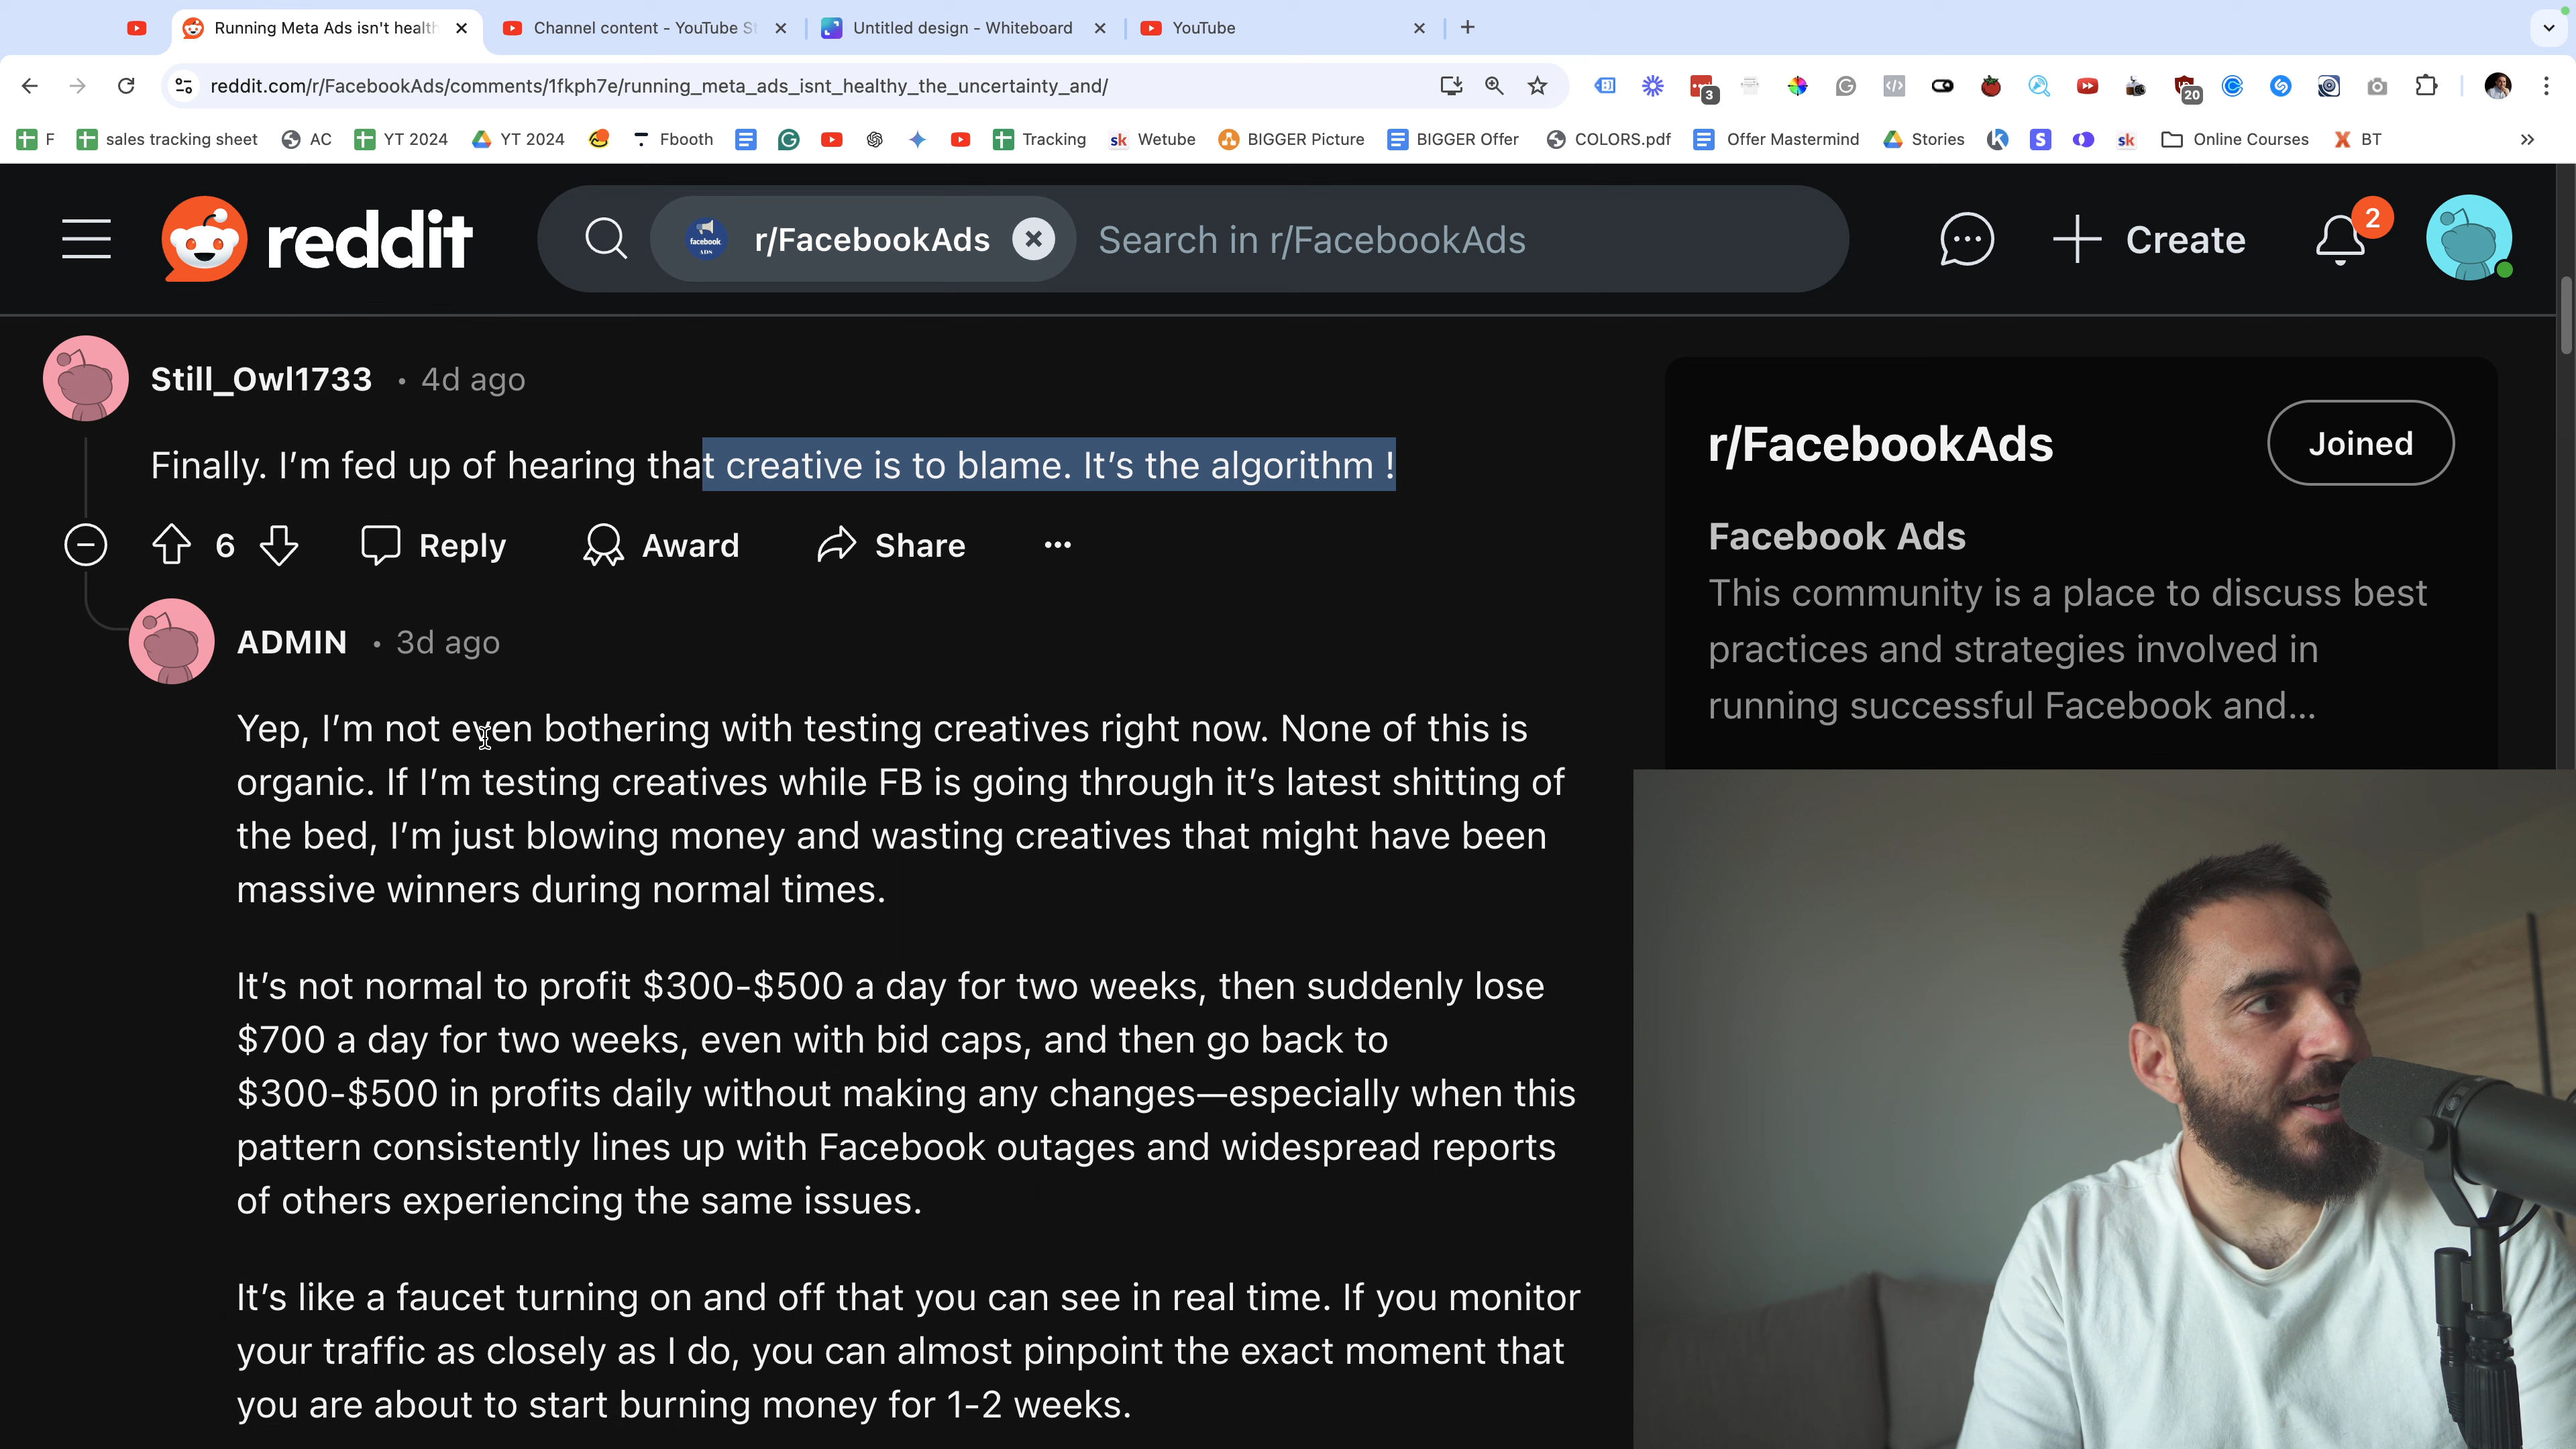 Running Meta Ads isn't health
Channel content - YouTube St
Untitled design - Whiteboard
YouTube
reddit.com/r/FacebookAds/comments/1fkph7e/running_meta_ads_isnt_healthy_the_uncertainty_and/
3
20
F
sales tracking sheet
AC
YT 2024
YT 2024
Fbooth
Tracking
sk Wetube
BIGGER Picture
BIGGER Offer
COLORS.pdf
Offer Mastermind
Stories
S
sk
Online Courses
BT
reddit
facebook
ADS
r/FacebookAds
Search in r/FacebookAds
Create
2
Still_Owl1733 • 4d ago
Finally. I'm fed up of hearing that creative is to blame. It's the algorithm !
6
Reply
Award
Share
ADMIN • 3d ago
Yep, I'm not even bothering with testing creatives right now. None of this is
organic. If I'm testing creatives while FB is going through it's latest shitting of
the bed, I'm just blowing money and wasting creatives that might have been
massive winners during normal times.
It's not normal to profit $300-$500 a day for two weeks, then suddenly lose
$700 a day for two weeks, even with bid caps, and then go back to
$300-$500 in profits daily without making any changes—especially when this
pattern consistently lines up with Facebook outages and widespread reports
of others experiencing the same issues.
It's like a faucet turning on and off that you can see in real time. If you monitor
your traffic as closely as I do, you can almost pinpoint the exact moment that
you are about to start burning money for 1-2 weeks.
r/FacebookAds
Joined
Facebook Ads
This community is a place to discuss best
practices and strategies involved in
running successful Facebook and...